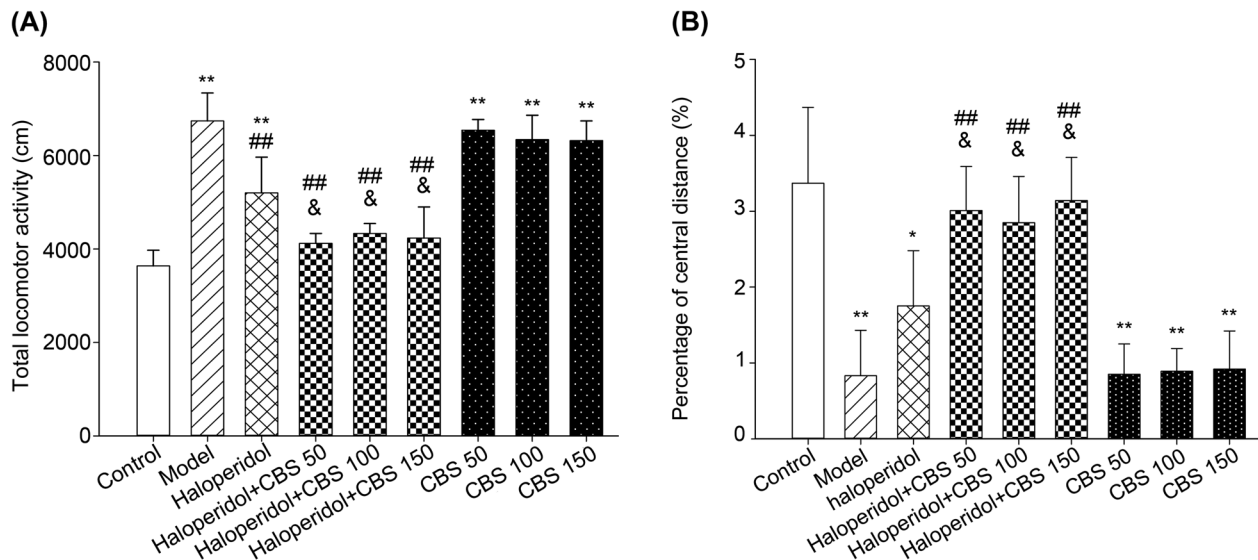 (A)
Total locomotor activity (cm)
8000
6000
4000
2000
0
**
**
##
##
&
##
&
##
&
**
**
**
Control
Model
Haloperidol
Haloperidol+CBS 50
Haloperidol+CBS 100
Haloperidol+CBS 150
CBS 50
CBS 100
CBS 150
(B)
Percentage of central distance (%)
5
4
3
2
1
0
**
*
##
&
##
&
##
&
**
**
**
Control
Model
haloperidol
Haloperidol+CBS 50
Haloperidol+CBS 100
Haloperidol+CBS 150
CBS 50
CBS 100
CBS 150